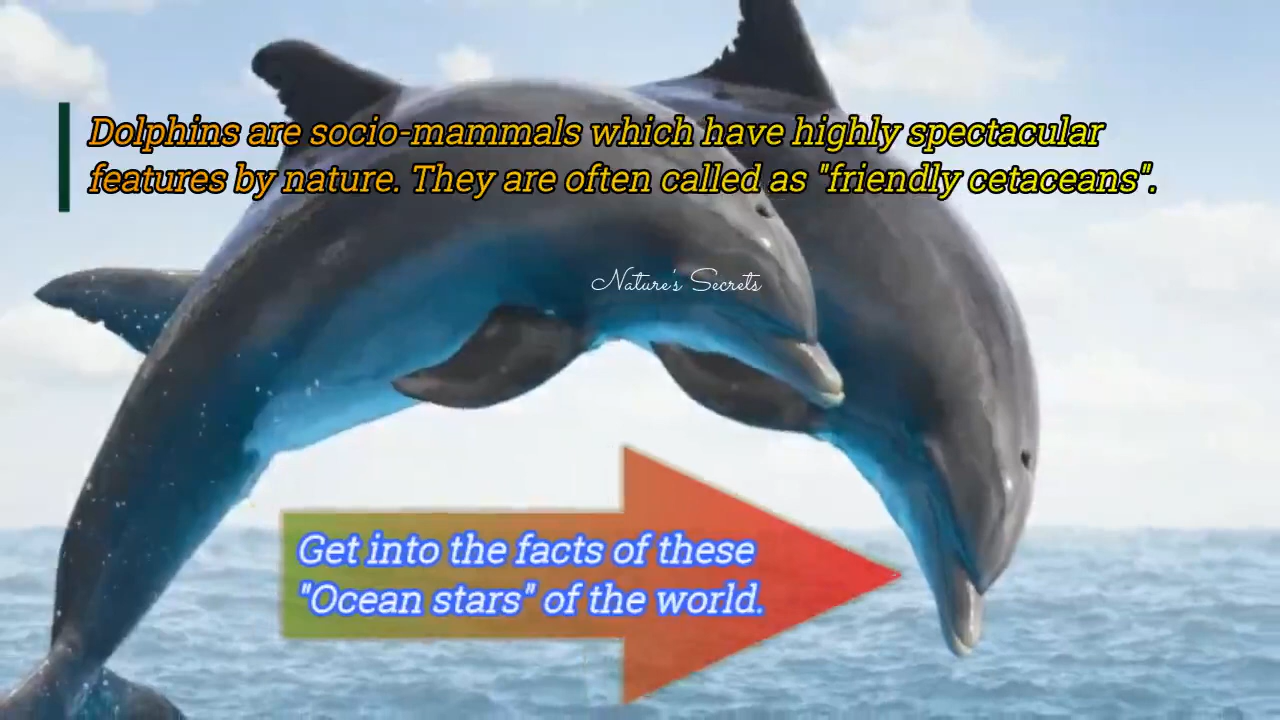 Dolphins are socio-mammals which have highly spectacular
features by nature. They are often called as "friendly cetaceans".
Nature's Secrets
Get into the facts of these
"Ocean stars" of the world.